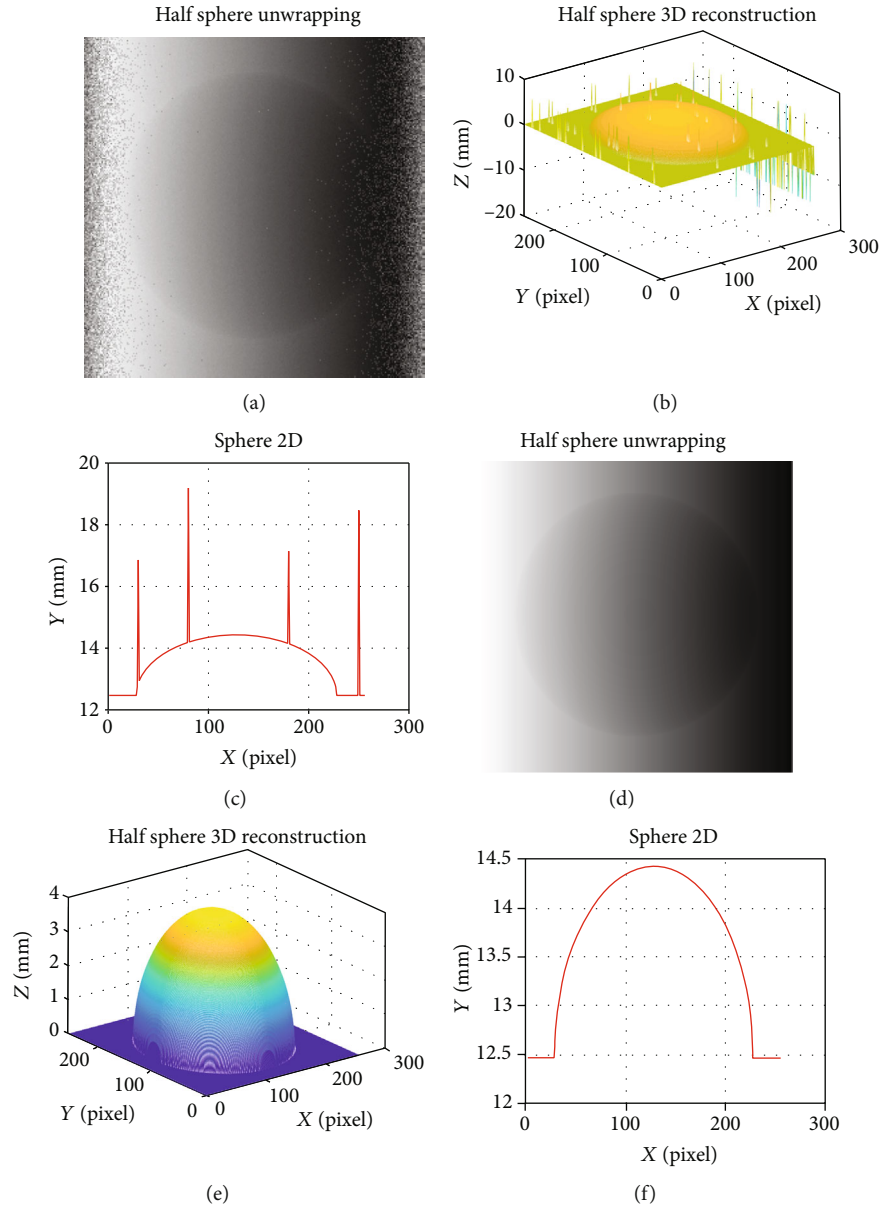 Half sphere unwrapping
(a)
Half sphere 3D reconstruction
10
0
−10
−20
Z (mm)
200
100
0
Y (pixel)
0
100
200
300
X (pixel)
(b)
Sphere 2D
20
18
16
14
12
Y (mm)
0
100
200
300
X (pixel)
(c)
Half sphere unwrapping
(d)
Half sphere 3D reconstruction
4
3
2
1
0
Z (mm)
200
100
0
Y (pixel)
0
100
200
300
X (pixel)
(e)
Sphere 2D
14.5
14
13.5
13
12.5
12
Y (mm)
0
100
200
300
X (pixel)
(f)